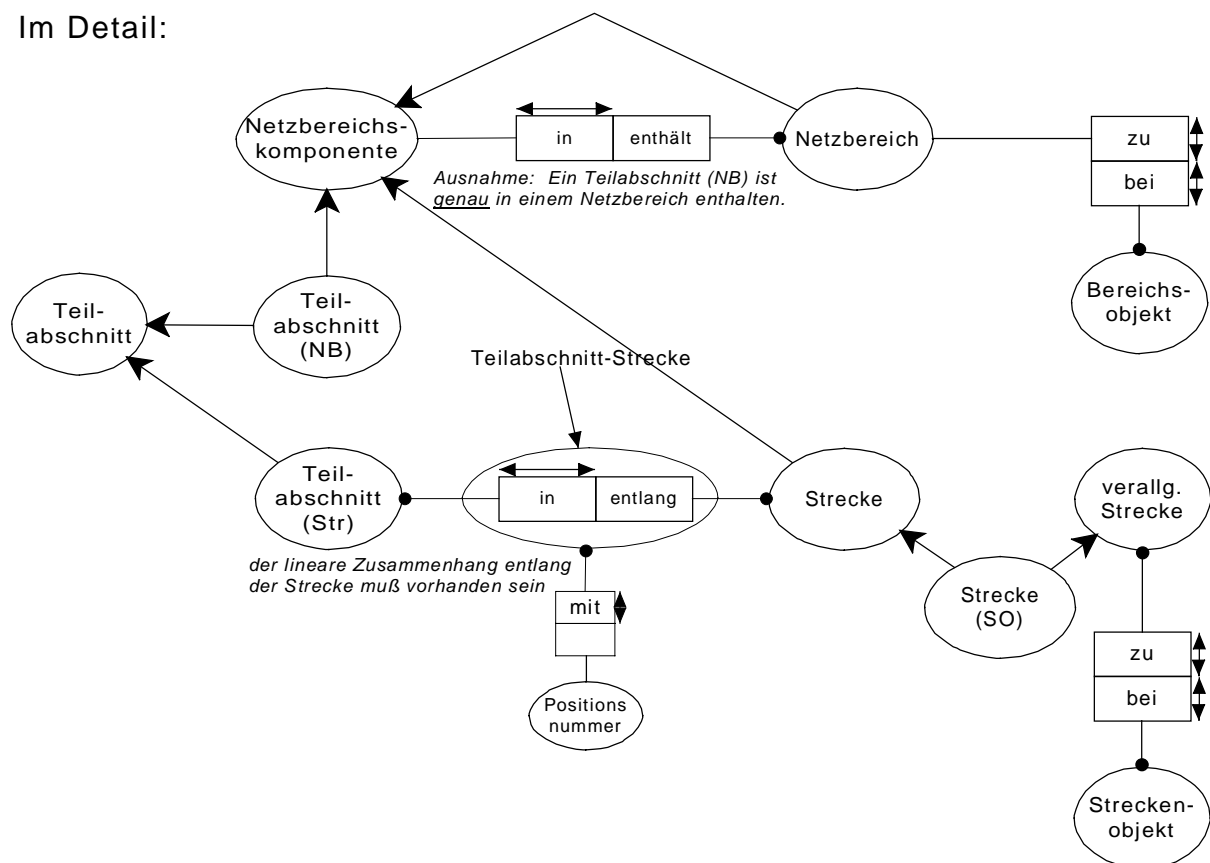 Im Detail:
Netzbereichs-
komponente
in
enthält
Netzbereich
zu
bei
Ausnahme: Ein Teilabschnitt (NB) ist
genau in einem Netzbereich enthalten.
Bereichs-
objekt
Teil-
abschnitt
Teil-
abschnitt
(NB)
Teilabschnitt-Strecke
Teil-
abschnitt
(Str)
in
entlang
Strecke
verallg.
Strecke
der lineare Zusammenhang entlang
der Strecke muß vorhanden sein
mit
Strecke
(SO)
zu
bei
Positions
nummer
Strecken-
objekt